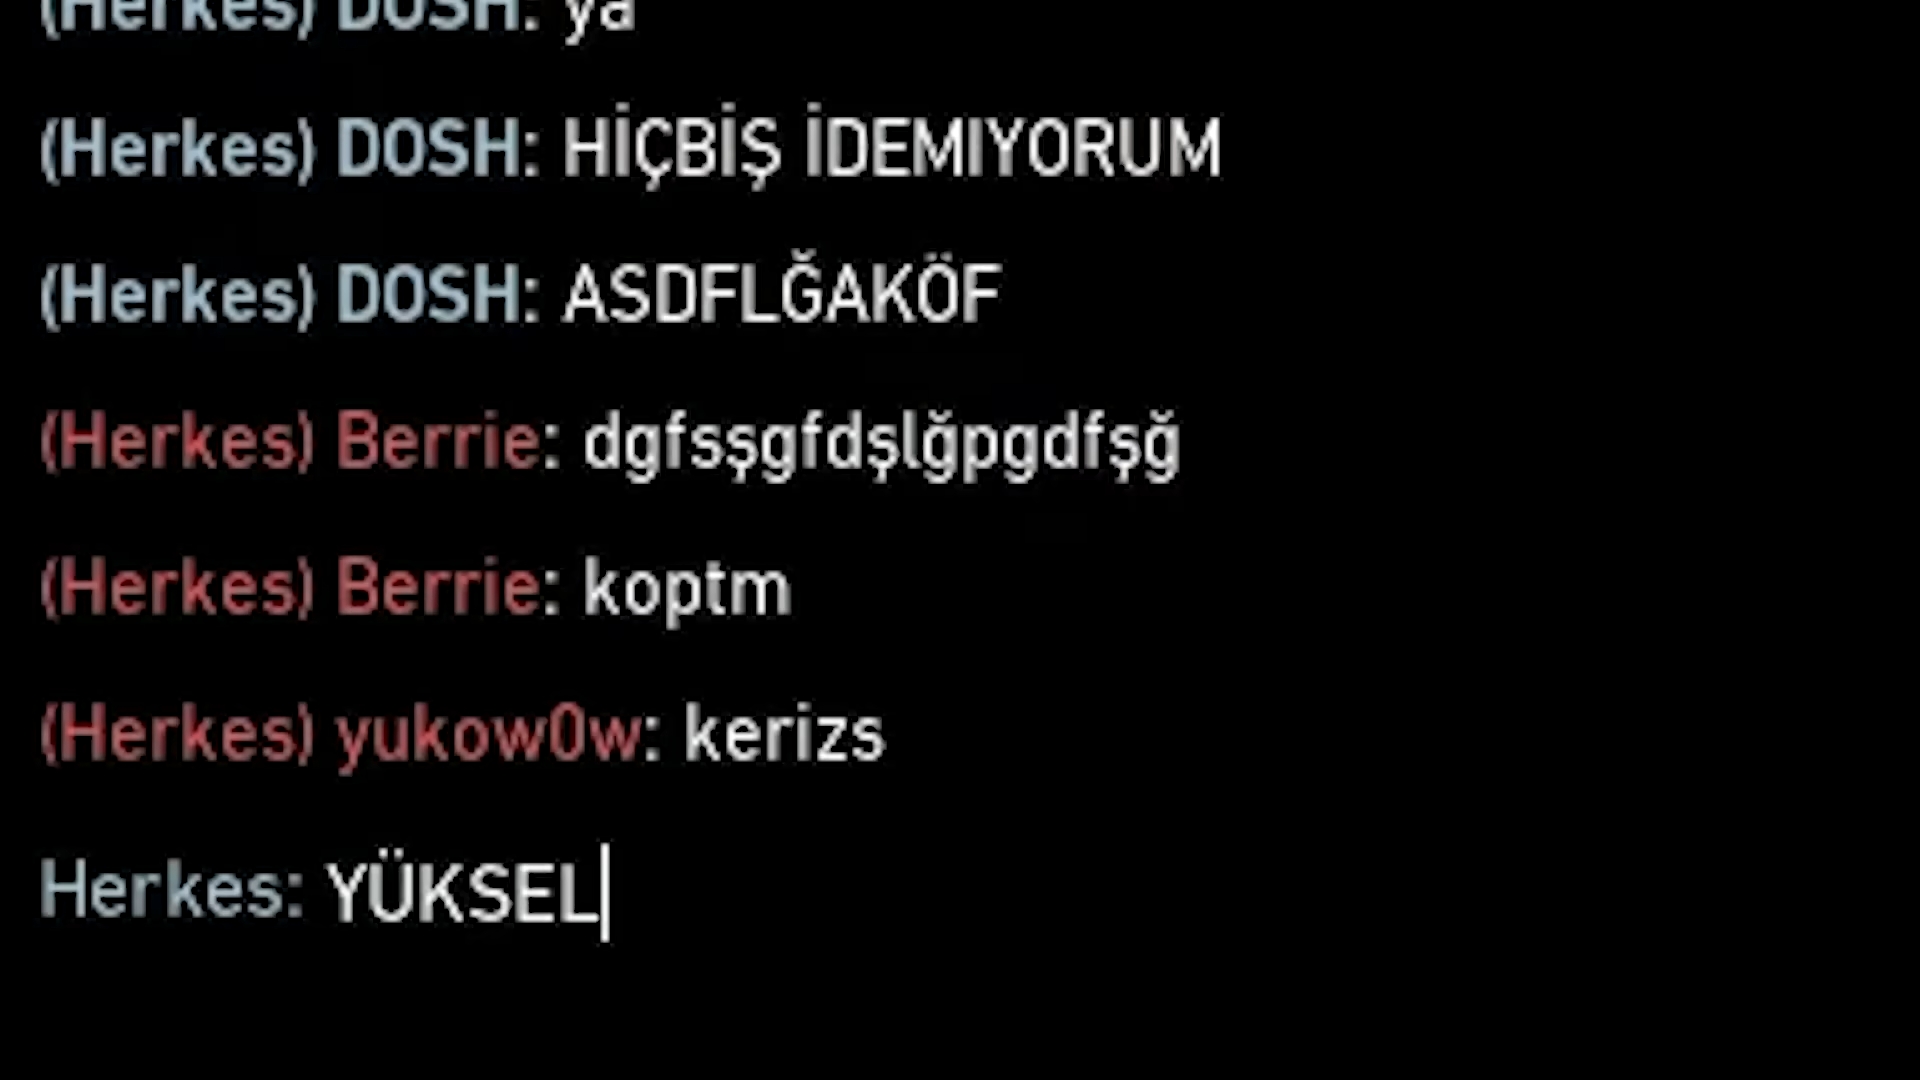 (Herkes) DOSH: ya
(Herkes) DOSH: HİÇBİŞ İDEMIYORUM
(Herkes) DOSH: ASDFLĞAKÖF
(Herkes) Berrie: dgfsşgfdşlğpgdfşğ
(Herkes) Berrie: koptm
(Herkes) yukow0w: kerizs
Herkes: YÜKSEL